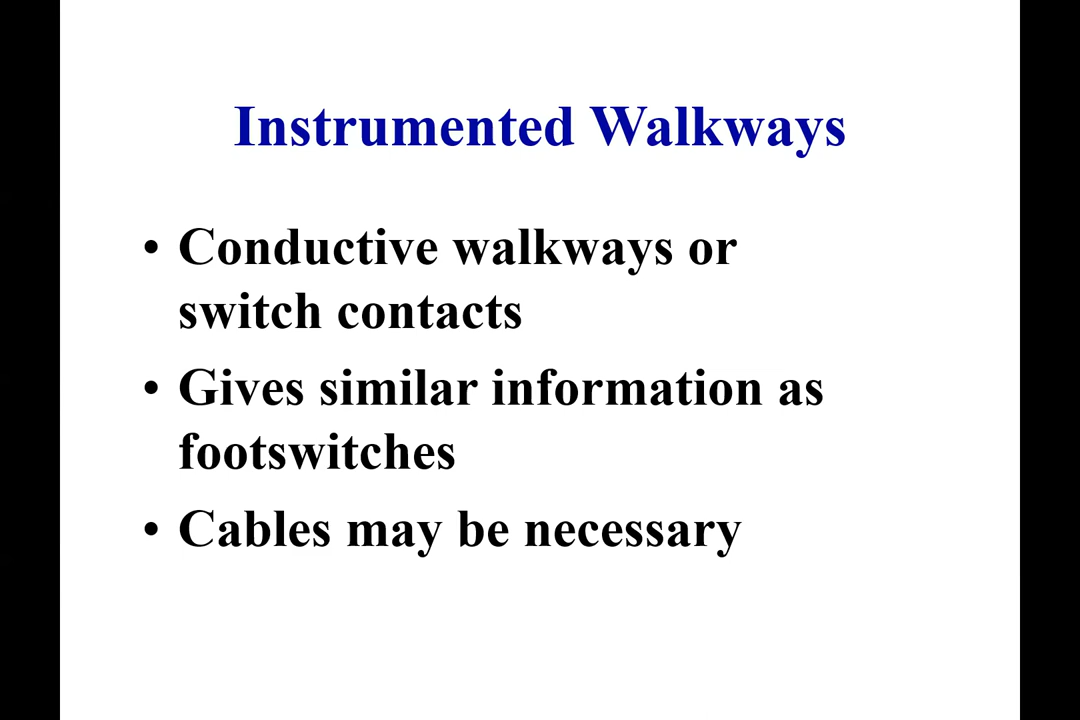 Instrumented Walkways
• Conductive walkways or
switch contacts
• Gives similar information as
footswitches
• Cables may be necessary